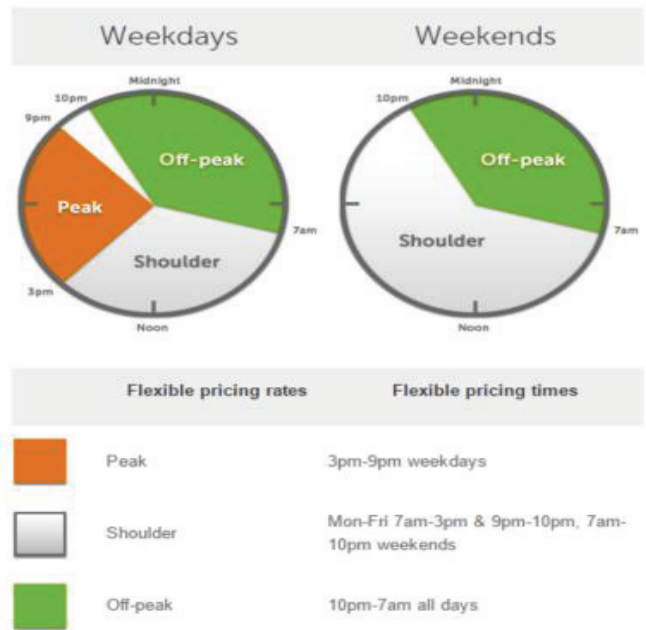 Weekdays
Weekends
Midnight
10pm
9pm
Off-peak
Peak
7am
Shoulder
3pm
Noon
Midnight
10pm
Off-peak
7am
Shoulder
Noon
Flexible pricing rates
Flexible pricing times
Peak
3pm-9pm weekdays
Shoulder
Mon-Fri 7am-3pm & 9pm-10pm, 7am-
10pm weekends
Off-peak
10pm-7am all days